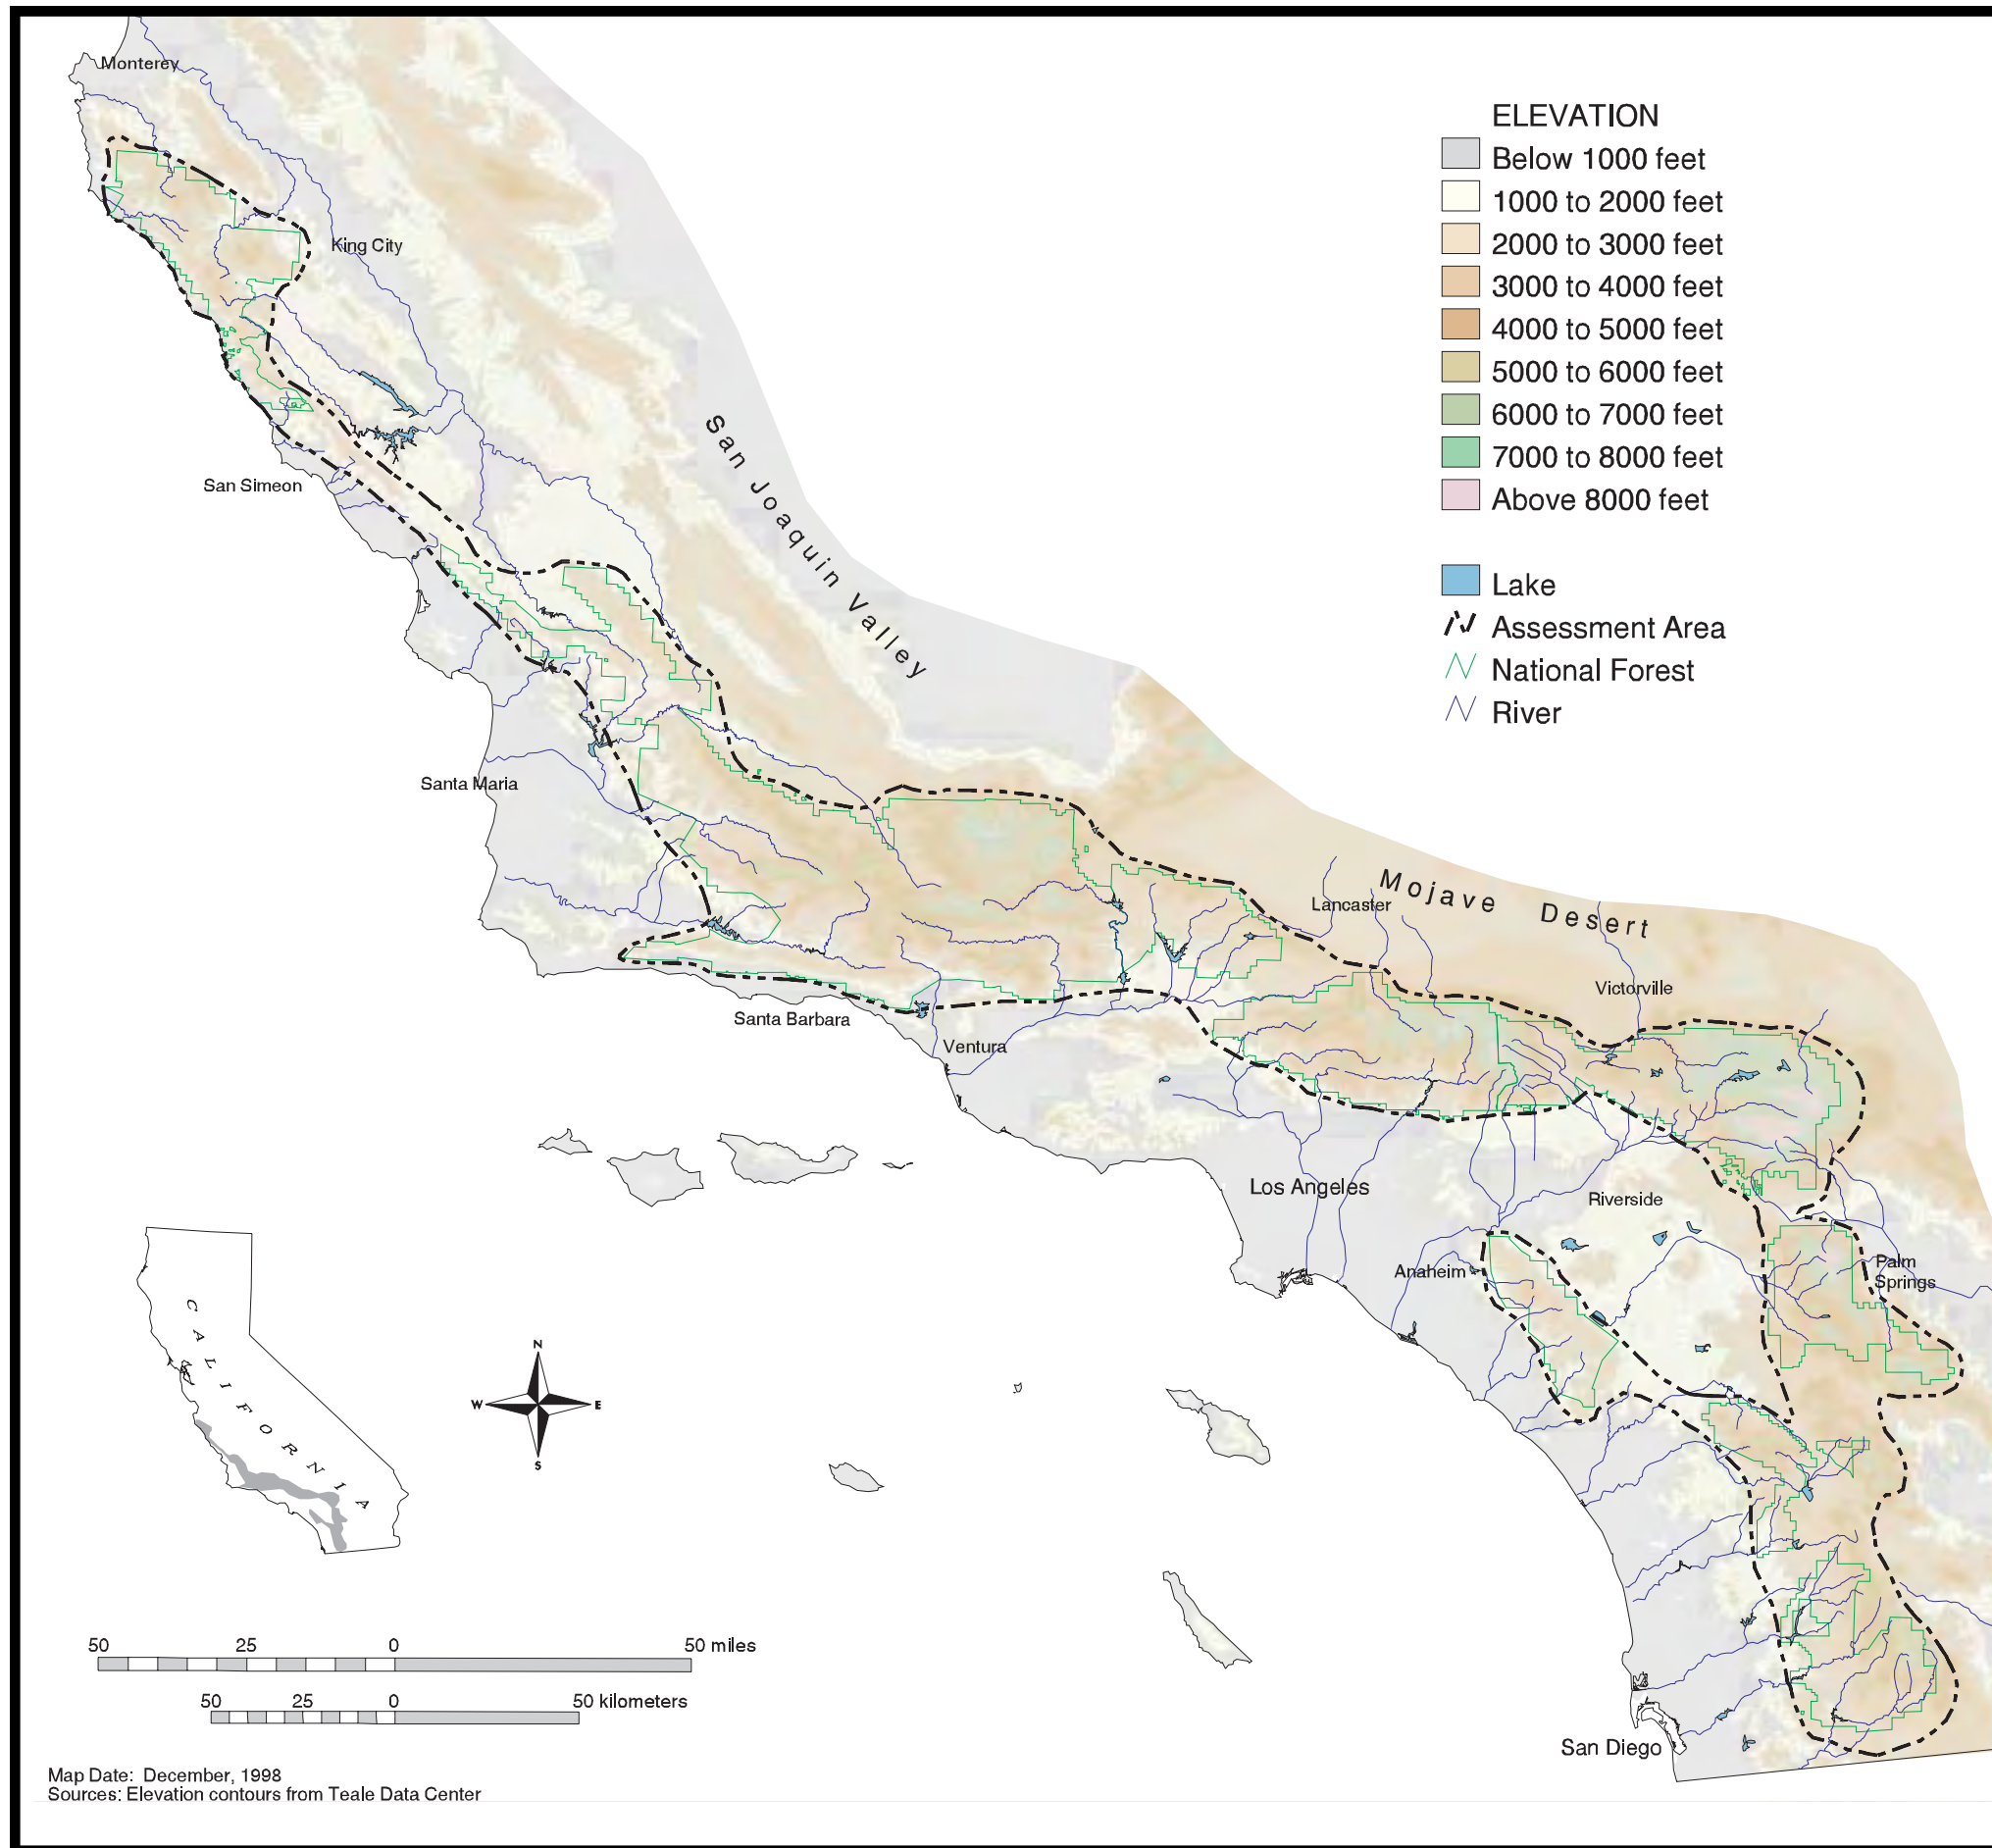 Monterey
King City
San Simeon
San Joaquin Valley
Santa Maria
Santa Barbara
Ventura
Lancaster
Mojave Desert
Victorville
Los Angeles
Riverside
Anaheim
Palm
Springs
San Diego
ELEVATION
Below 1000 feet
1000 to 2000 feet
2000 to 3000 feet
3000 to 4000 feet
4000 to 5000 feet
5000 to 6000 feet
6000 to 7000 feet
7000 to 8000 feet
Above 8000 feet
Lake
Assessment Area
National Forest
River
CALIFORNIA
N
W E
S
50 25 0 50 miles
50 25 0 50 kilometers
Map Date: December, 1998
Sources: Elevation contours from Teale Data Center